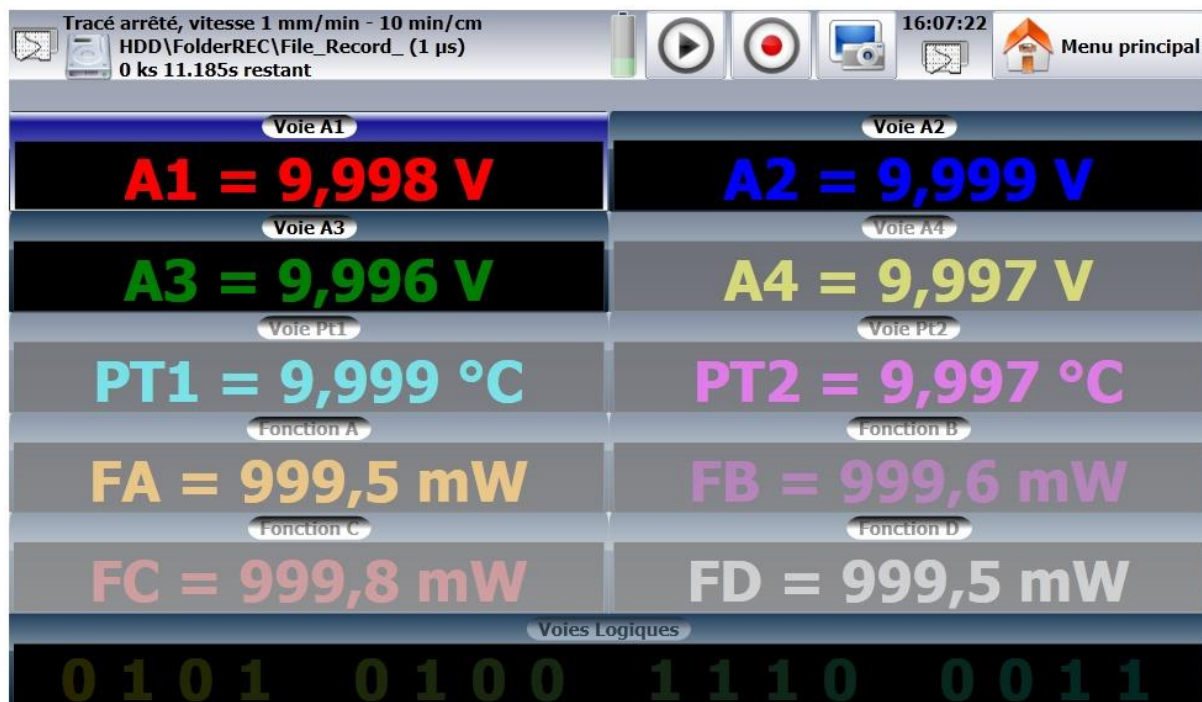 Tracé arrêté, vitesse 1 mm/min - 10 min/cm
HDD\FolderREC\File_Record_ (1 µs)
0 ks 11.185s restant
16:07:22
Menu principal
Voie A1
Voie A2
A1 = 9,998 V
A2 = 9,999 V
Voie A3
Voie A4
A3 = 9,996 V
A4 = 9,997 V
Voie Pt1
Voie Pt2
PT1 = 9,999 °C
PT2 = 9,997 °C
Fonction A
Fonction B
FA = 999,5 mW
FB = 999,6 mW
Fonction C
Fonction D
FC = 999,8 mW
FD = 999,5 mW
Voies Logiques
0 1 0 1 0 1 0 0 1 1 1 0 0 0 1 1